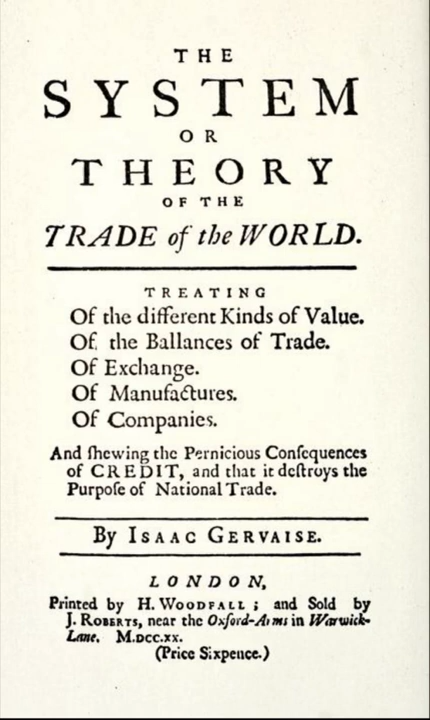 THE
SYSTEM
OR
THEORY
OF THE
TRADE of the WORLD.
TREATING
Of the different Kinds of Value.
Of the Ballances of Trade.
Of Exchange.
Of Manufactures.
Of Companies.
And ſhewing the Pernicious Conſequences
of CREDIT, and that it deſtroys the
Purpoſe of National Trade.
By ISAAC GERVAISE.
LONDON,
Printed by H. WOODFALL ; and Sold by
J. ROBERTS, near the Oxford-Arms in Warwick-
Lane. M.DCC.XX.
(Price Sixpence.)